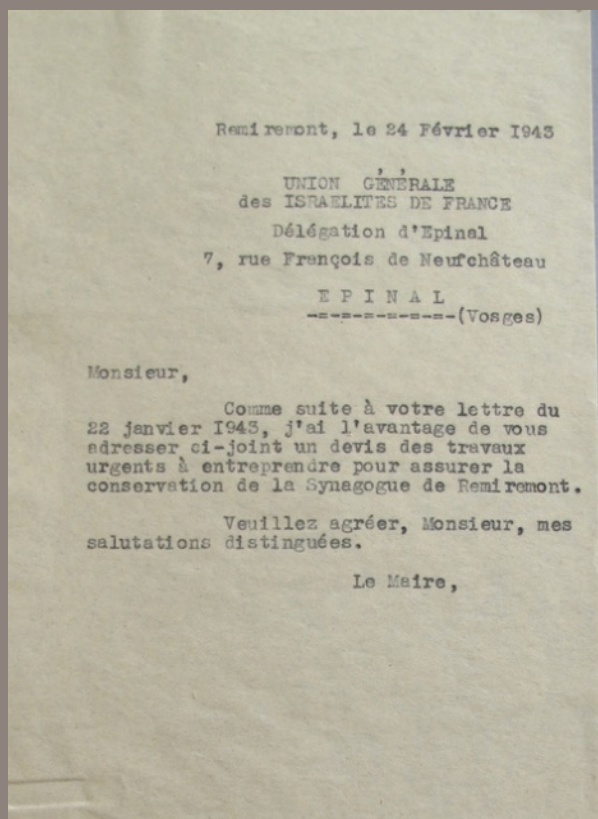 Remiremont, le 24 Février I943
UNION GÉNÉRALE
des ISRAELITES DE FRANCE
Délégation d'Epinal
7, rue François de Neufchâteau
E P I N A L
-=-=-=-=-=-=-=-(Vosges)
Monsieur,
Comme suite à votre lettre du
22 janvier I943, j'ai l'avantage de vous
adresser ci-joint un devis des travaux
urgents à entreprendre pour assurer la
conservation de la Synagogue de Remiremont.
Veuillez agréer, Monsieur, mes
salutations distinguées.
Le Maire,